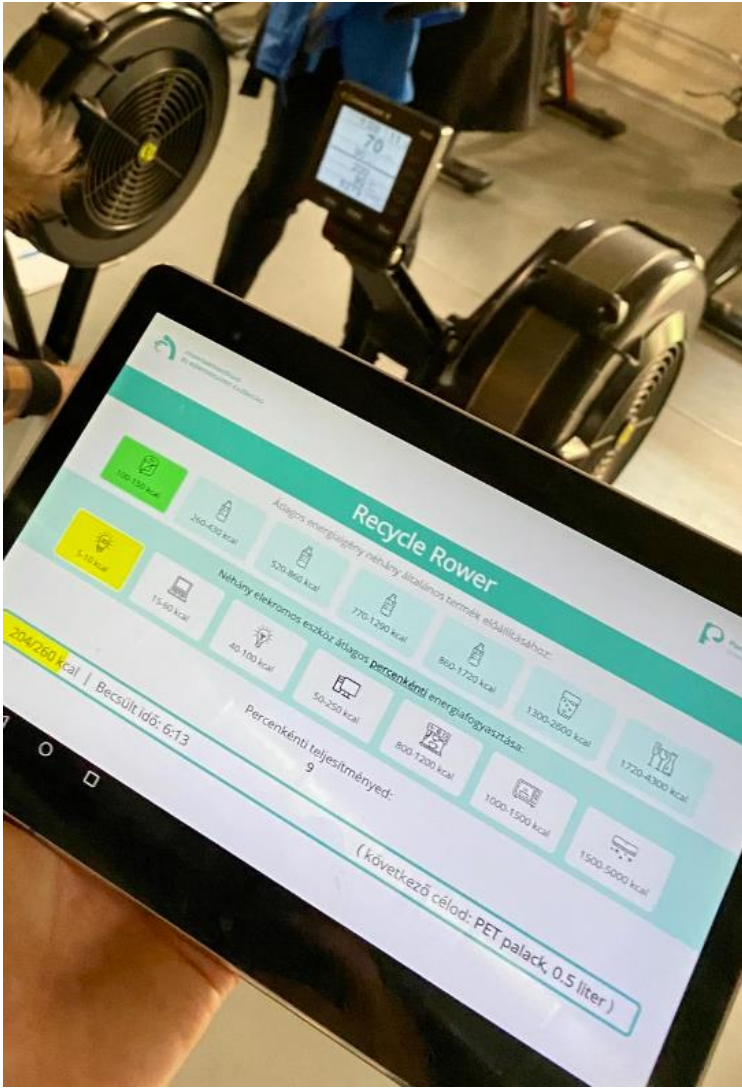 70
Recycle Rower
Átlagos energiaigény néhány általános termék előállításához:
100-150 kcal
260-430 kcal
520-860 kcal
770-1290 kcal
860-1720 kcal
1300-2600 kcal
1720-4300 kcal
Néhány elekromos eszköz átlagos percenkénti energiafogyasztása:
5-10 kcal
15-60 kcal
40-100 kcal
50-250 kcal
800-1200 kcal
1000-1500 kcal
1500-5000 kcal
Percenkénti teljesítményed:
9
204/260 kcal | Becsült idő: 6:13
( következő célod: PET palack, 0.5 liter )